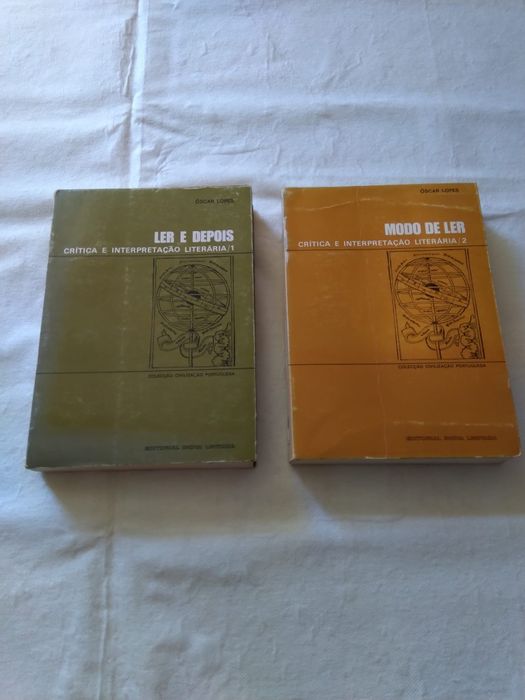 ÓSCAR LOPES
LER E DEPOIS
CRÍTICA E INTERPRETAÇÃO LITERÁRIA/1
COLECÇÃO CIVILIZAÇÃO PORTUGUESA
EDITORIAL INOVA LIMITADA
ÓSCAR LOPES
MODO DE LER
CRÍTICA E INTERPRETAÇÃO LITERÁRIA/2
COLECÇÃO CIVILIZAÇÃO PORTUGUESA
EDITORIAL INOVA LIMITADA